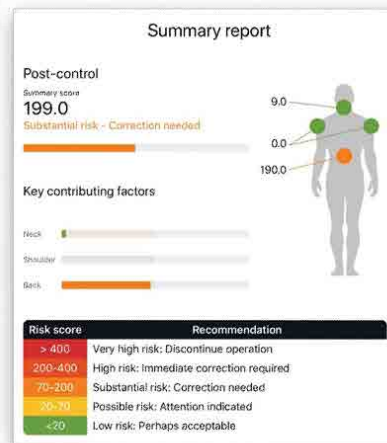 Summary report
Post-control
Summary score
199.0
Substantial risk - Correction needed
9.0
0.0
190.0
Key contributing factors
Neck
Shoulder
Back
Risk score Recommendation
> 400 Very high risk: Discontinue operation
200-400 High risk: Immediate correction required
70-200 Substantial risk: Correction needed
20-70 Possible risk: Attention indicated
<20 Low risk: Perhaps acceptable